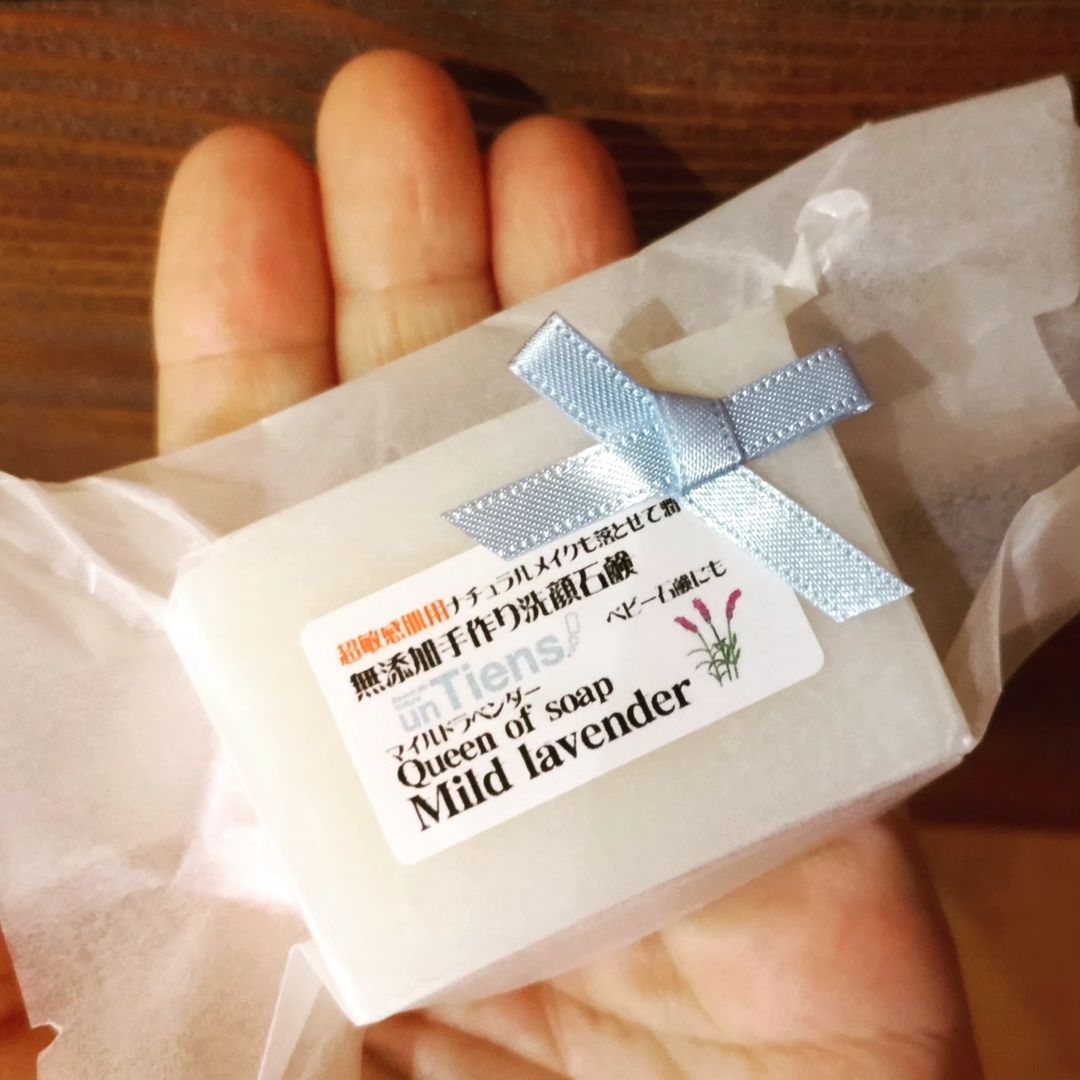 超敏感肌用ナチュラルメイクも落とせて潤
無添加手作り洗顔石鹸
ベビー石鹸にも
un Tiens!
マイルドラベンダー
Queen of soap
Mild lavender